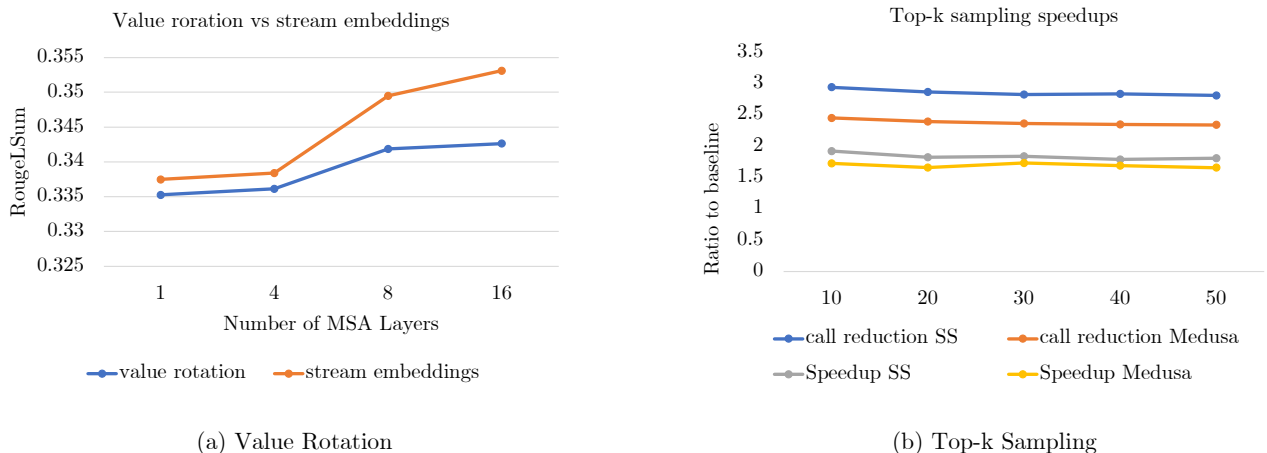 Value roration vs stream embeddings
0.355
0.35
0.345
0.34
0.335
0.33
0.325
RougeLSum
1 4 8 16
Number of MSA Layers
value rotation stream embeddings
(a) Value Rotation
Top-k sampling speedups
3.5
3
2.5
2
1.5
1
0.5
0
Ratio to baseline
10 20 30 40 50
call reduction SS call reduction Medusa
Speedup SS Speedup Medusa
(b) Top-k Sampling